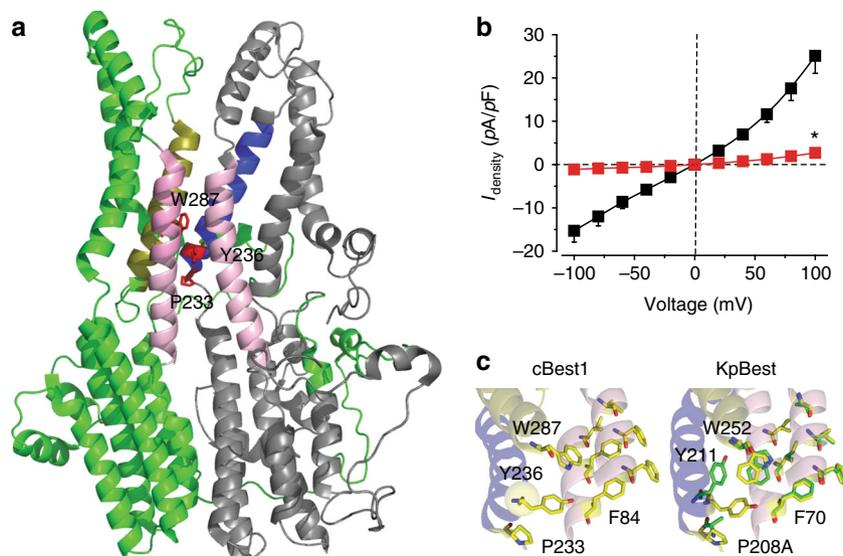 a
W287
Y236
P233
b
30
20
10
0
−10
−20
I density (pA/pF)
*
−100
−50
0
50
100
Voltage (mV)
c
cBest1
KpBest
W287
Y236
F84
P233
W252
Y211
F70
P208A